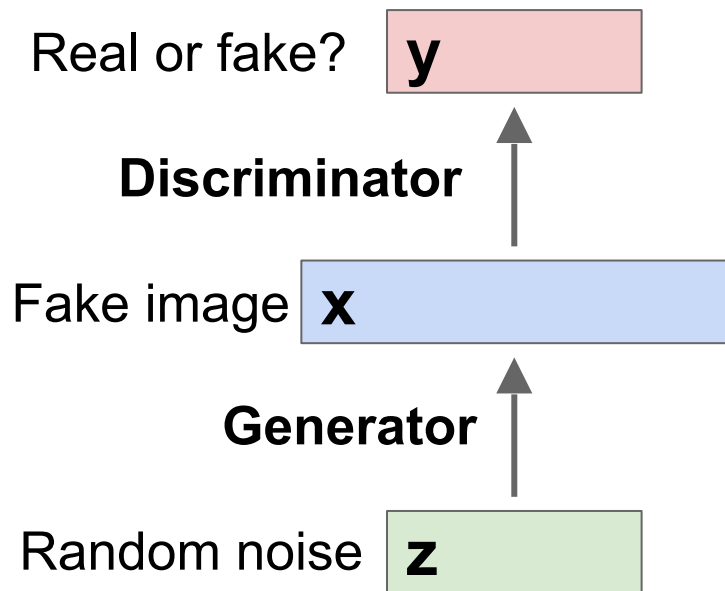 Real or fake? y
Discriminator
Fake image x
Generator
Random noise z